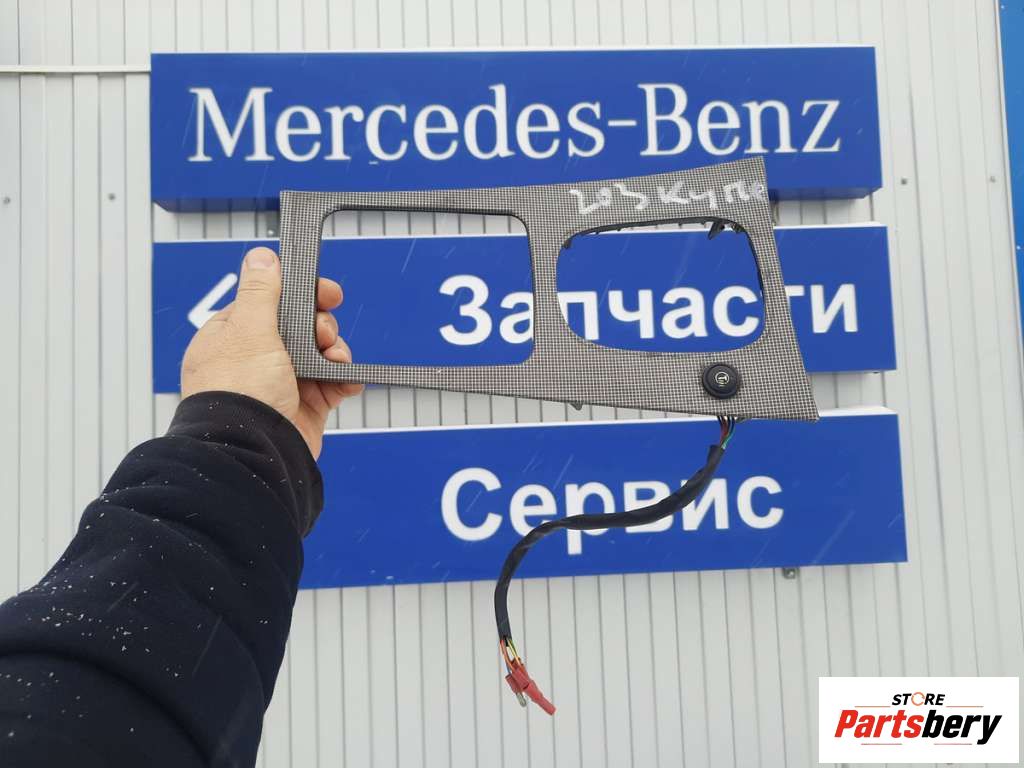 Mercedes-Benz
203 купе
Запчасти
Сервис
STORE
Partsbery